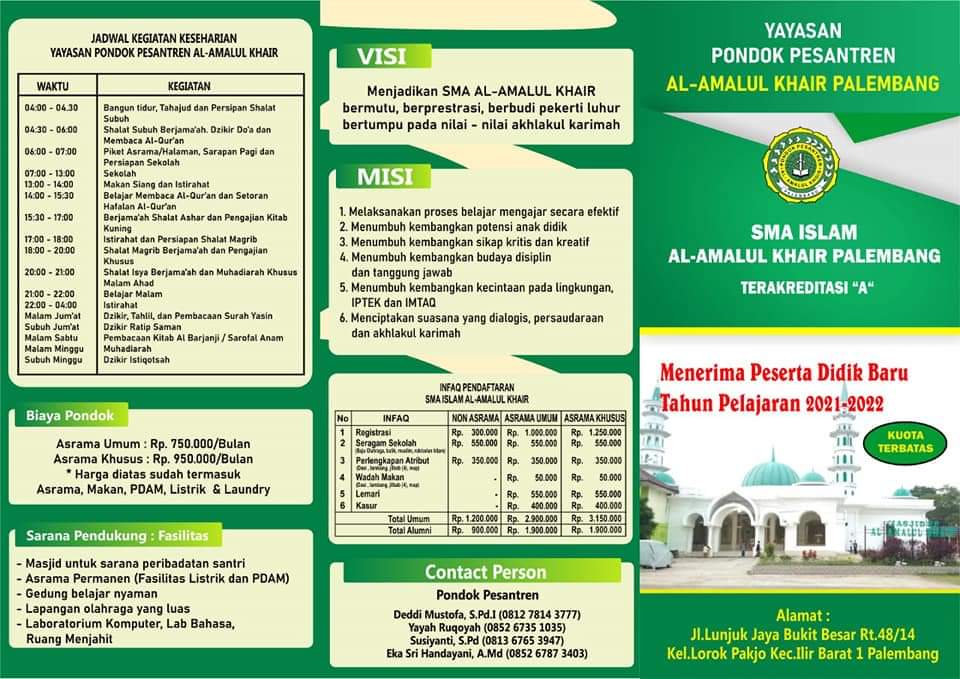 JADWAL KEGIATAN KESEHARIAN
YAYASAN PONDOK PESANTREN AL-AMALUL KHAIR
WAKTU KEGIATAN
04:00 - 04.30 Bangun tidur, Tahajud dan Persipan Shalat
Subuh
04:30 - 06:00 Shalat Subuh Berjama'ah. Dzikir Do'a dan
Membaca Al-Qur'an
06:00 - 07:00 Piket Asrama/Halaman, Sarapan Pagi dan
Persiapan Sekolah
07:00 - 13:00 Sekolah
13:00 - 14:00 Makan Siang dan Istirahat
14:00 - 15:30 Belajar Membaca Al-Qur'an dan Setoran
Hafalan Al-Qur'an
15:30 - 17:00 Berjama'ah Shalat Ashar dan Pengajian Kitab
Kuning
17:00 - 18:00 Istirahat dan Persiapan Shalat Magrib
18:00 - 20:00 Shalat Magrib Berjama'ah dan Pengajian
Khusus
20:00 - 21:00 Shalat Isya Berjama'ah dan Muhadiarah Khusus
Malam Ahad
21:00 - 22:00 Belajar Malam
22:00 - 04:00 Istirahat
Malam Jum'at Dzikir, Tahlil, dan Pembacaan Surah Yasin
Subuh Jum'at Dzikir Ratip Saman
Malam Sabtu Pembacaan Kitab Al Barjanji / Sarofal Anam
Malam Minggu Muhadiarah
Subuh Minggu Dzikir Istiqotsah
Biaya Pondok
Asrama Umum : Rp. 750.000/Bulan
Asrama Khusus : Rp. 950.000/Bulan
* Harga diatas sudah termasuk
Asrama, Makan, PDAM, Listrik & Laundry
Sarana Pendukung : Fasilitas
- Masjid untuk sarana peribadatan santri
- Asrama Permanen (Fasilitas Listrik dan PDAM)
- Gedung belajar nyaman
- Lapangan olahraga yang luas
- Laboratorium Komputer, Lab Bahasa,
Ruang Menjahit
VISI
Menjadikan SMA AL-AMALUL KHAIR
bermutu, berprestrasi, berbudi pekerti luhur
bertumpu pada nilai - nilai akhlakul karimah
MISI
1. Melaksanakan proses belajar mengajar secara efektif
2. Menumbuh kembangkan potensi anak didik
3. Menumbuh kembangkan sikap kritis dan kreatif
4. Menumbuh kembangkan budaya disiplin
dan tanggung jawab
5. Menumbuh kembangkan kecintaan pada lingkungan,
IPTEK dan IMTAQ
6. Menciptakan suasana yang dialogis, persaudaraan
dan akhlakul karimah
INFAQ PENDAFTARAN
SMA ISLAM AL-AMALUL KHAIR
No INFAQ NON ASRAMA ASRAMA UMUM ASRAMA KHUSUS
1 Registrasi Rp. 300.000 Rp. 1.000.000 Rp. 1.250.000
2 Seragam Sekolah Rp. 550.000 Rp. 550.000 Rp. 550.000
3 Perlengkapan Atribut Rp. 350.000 Rp. 350.000 Rp. 350.000
4 Wadah Makan - Rp. 50.000 Rp. 50.000
5 Lemari - Rp. 550.000 Rp. 550.000
6 Kasur - Rp. 400.000 Rp. 400.000
Total Umum Rp. 1.200.000 Rp. 2.900.000 Rp. 3.150.000
Total Alumni Rp. 900.000 Rp. 1.900.000 Rp. 1.900.000
Contact Person
Pondok Pesantren
Deddi Mustofa, S.Pd.I (0812 7814 3777)
Yayah Ruqoyah (0852 6735 1035)
Susiyanti, S.Pd (0813 6765 3947)
Eka Sri Handayani, A.Md (0852 6787 3403)
YAYASAN
PONDOK PESANTREN
AL-AMALUL KHAIR PALEMBANG
PONDOK PESANTREN
AL-AMALUL KHAIR
PALEMBANG
SMA ISLAM
AL-AMALUL KHAIR PALEMBANG
TERAKREDITASI "A"
Menerima Peserta Didik Baru
Tahun Pelajaran 2021-2022
KUOTA
TERBATAS
MASJID
AL-AMALUL KHAIR
Alamat :
Jl.Lunjuk Jaya Bukit Besar Rt.48/14
Kel.Lorok Pakjo Kec.Ilir Barat 1 Palembang